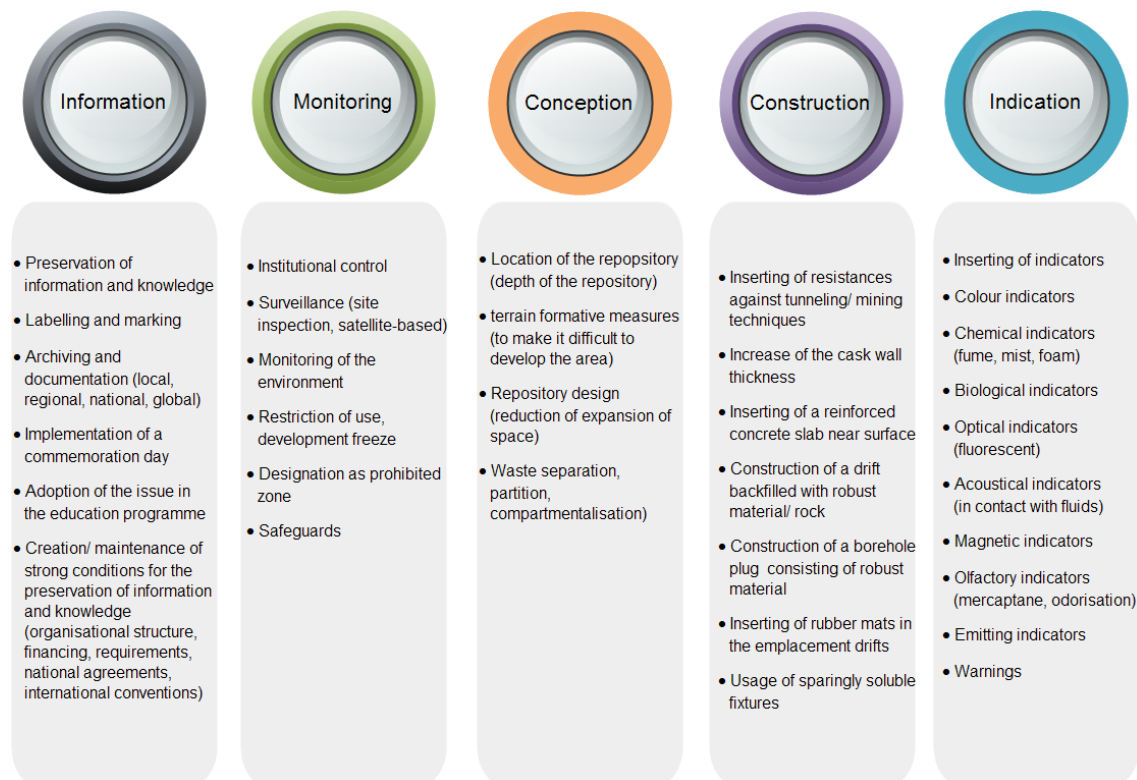 Information
Monitoring
Conception
Construction
Indication
• Preservation of
information and knowledge
• Labelling and marking
• Archiving and
documentation (local,
regional, national, global)
• Implementation of a
commemoration day
• Adoption of the issue in
the education programme
• Creation/ maintenance of
strong conditions for the
preservation of information
and knowledge
(organisational structure,
financing, requirements,
national agreements,
international conventions)
• Institutional control
• Surveillance (site
inspection, satellite-based)
• Monitoring of the
environment
• Restriction of use,
development freeze
• Designation as prohibited
zone
• Safeguards
• Location of the repopsitory
(depth of the repository)
• terrain formative measures
(to make it difficult to
develop the area)
• Repository design
(reduction of expansion of
space)
• Waste separation,
partition,
compartmentalisation)
• Inserting of resistances
against tunneling/ mining
techniques
• Increase of the cask wall
thickness
• Inserting of a reinforced
concrete slab near surface
• Construction of a drift
backfilled with robust
material/ rock
• Construction of a borehole
plug consisting of robust
material
• Inserting of rubber mats in
the emplacement drifts
• Usage of sparingly soluble
fixtures
• Inserting of indicators
• Colour indicators
• Chemical indicators
(fume, mist, foam)
• Biological indicators
• Optical indicators
(fluorescent)
• Acoustical indicators
(in contact with fluids)
• Magnetic indicators
• Olfactory indicators
(mercaptane, odorisation)
• Emitting indicators
• Warnings